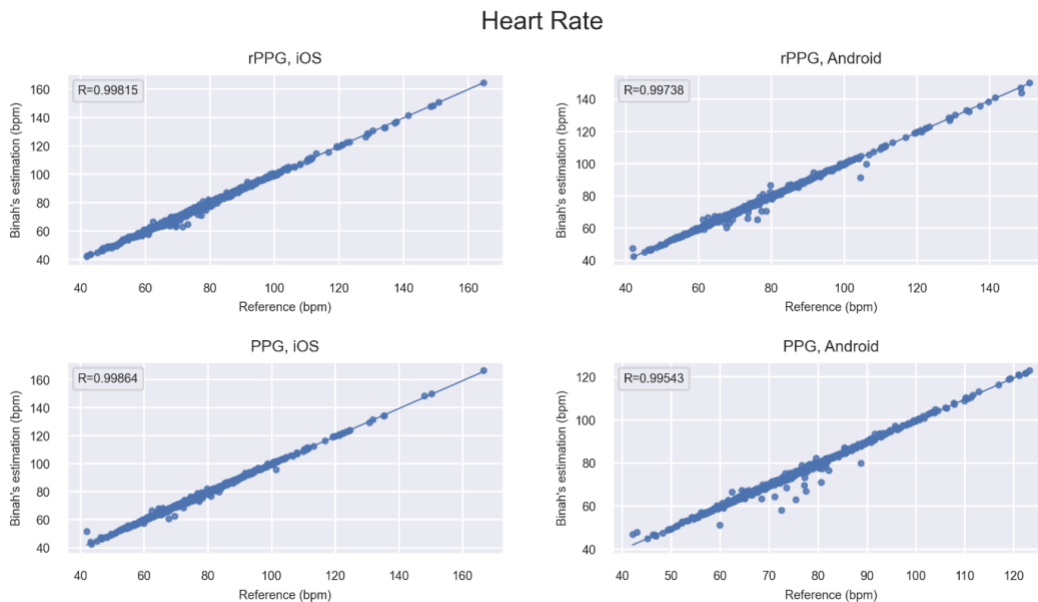 Heart Rate
rPPG, iOS
R=0.99815
Binah's estimation (bpm)
160
140
120
100
80
60
40
40 60 80 100 120 140 160
Reference (bpm)
rPPG, Android
R=0.99738
Binah's estimation (bpm)
140
120
100
80
60
40
40 60 80 100 120 140
Reference (bpm)
PPG, iOS
R=0.99864
Binah's estimation (bpm)
160
140
120
100
80
60
40
40 60 80 100 120 140 160
Reference (bpm)
PPG, Android
R=0.99543
Binah's estimation (bpm)
120
100
80
60
40
40 50 60 70 80 90 100 110 120
Reference (bpm)